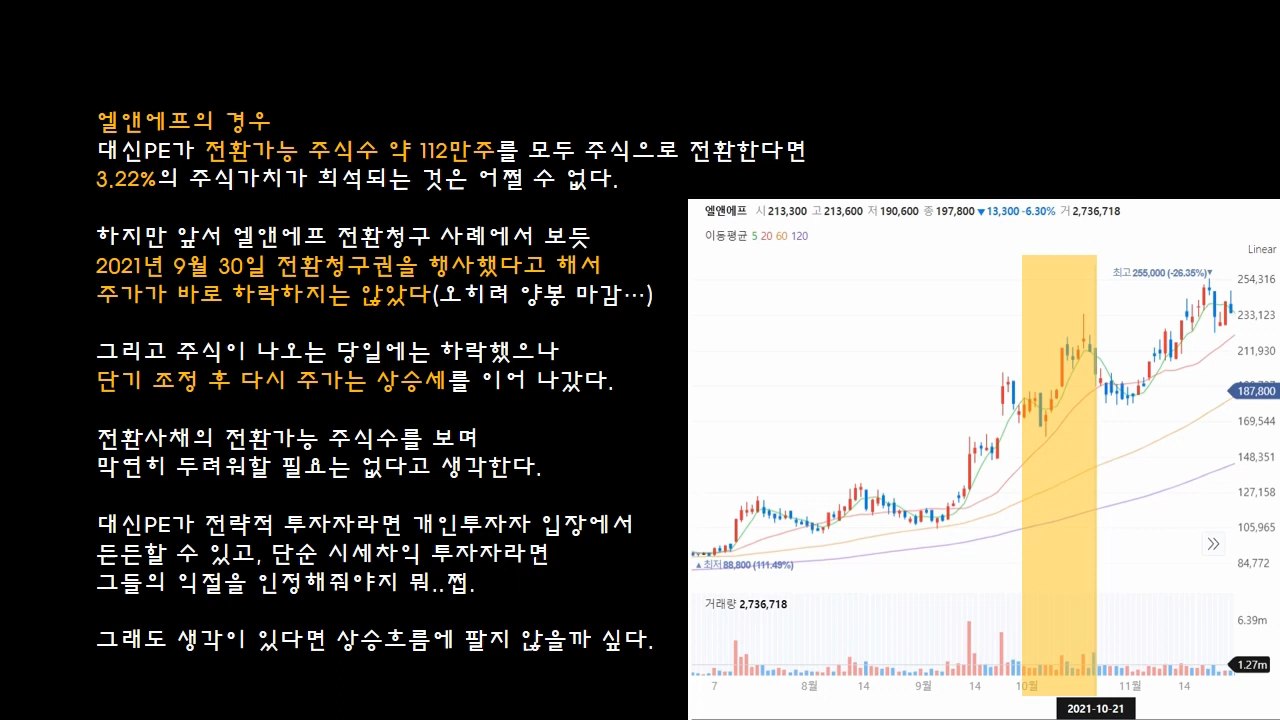 엘앤에프의 경우
대신PE가 전환가능 주식수 약 112만주를 모두 주식으로 전환한다면
3.22%의 주식가치가 희석되는 것은 어쩔 수 없다.
하지만 앞서 엘앤에프 전환청구 사례에서 보듯
2021년 9월 30일 전환청구권을 행사했다고 해서
주가가 바로 하락하지는 않았다(오히려 양봉 마감…)
그리고 주식이 나오는 당일에는 하락했으나
단기 조정 후 다시 주가는 상승세를 이어 나갔다.
전환사채의 전환가능 주식수를 보며
막연히 두려워할 필요는 없다고 생각한다.
대신PE가 전략적 투자자라면 개인투자자 입장에서
든든할 수 있고, 단순 시세차익 투자자라면
그들의 익절을 인정해줘야지 뭐..쩝.
그래도 생각이 있다면 상승흐름에 팔지 않을까 싶다.
엘앤에프 시 213,300 고 213,600 저 190,600 종 197,800 ▼ 13,300 -6.30% 거 2,736,718
이동평균 5 20 60 120
Linear
최고 255,000 (-26.35%)▼
254,316
233,123
211,930
187,800
169,544
148,351
127,158
105,965
84,772
▲ 최저 88,800 (111.49%)
거래량 2,736,718
6.39m
1.27m
7 8월 14 9월 14 10월 11월 14
2021-10-21